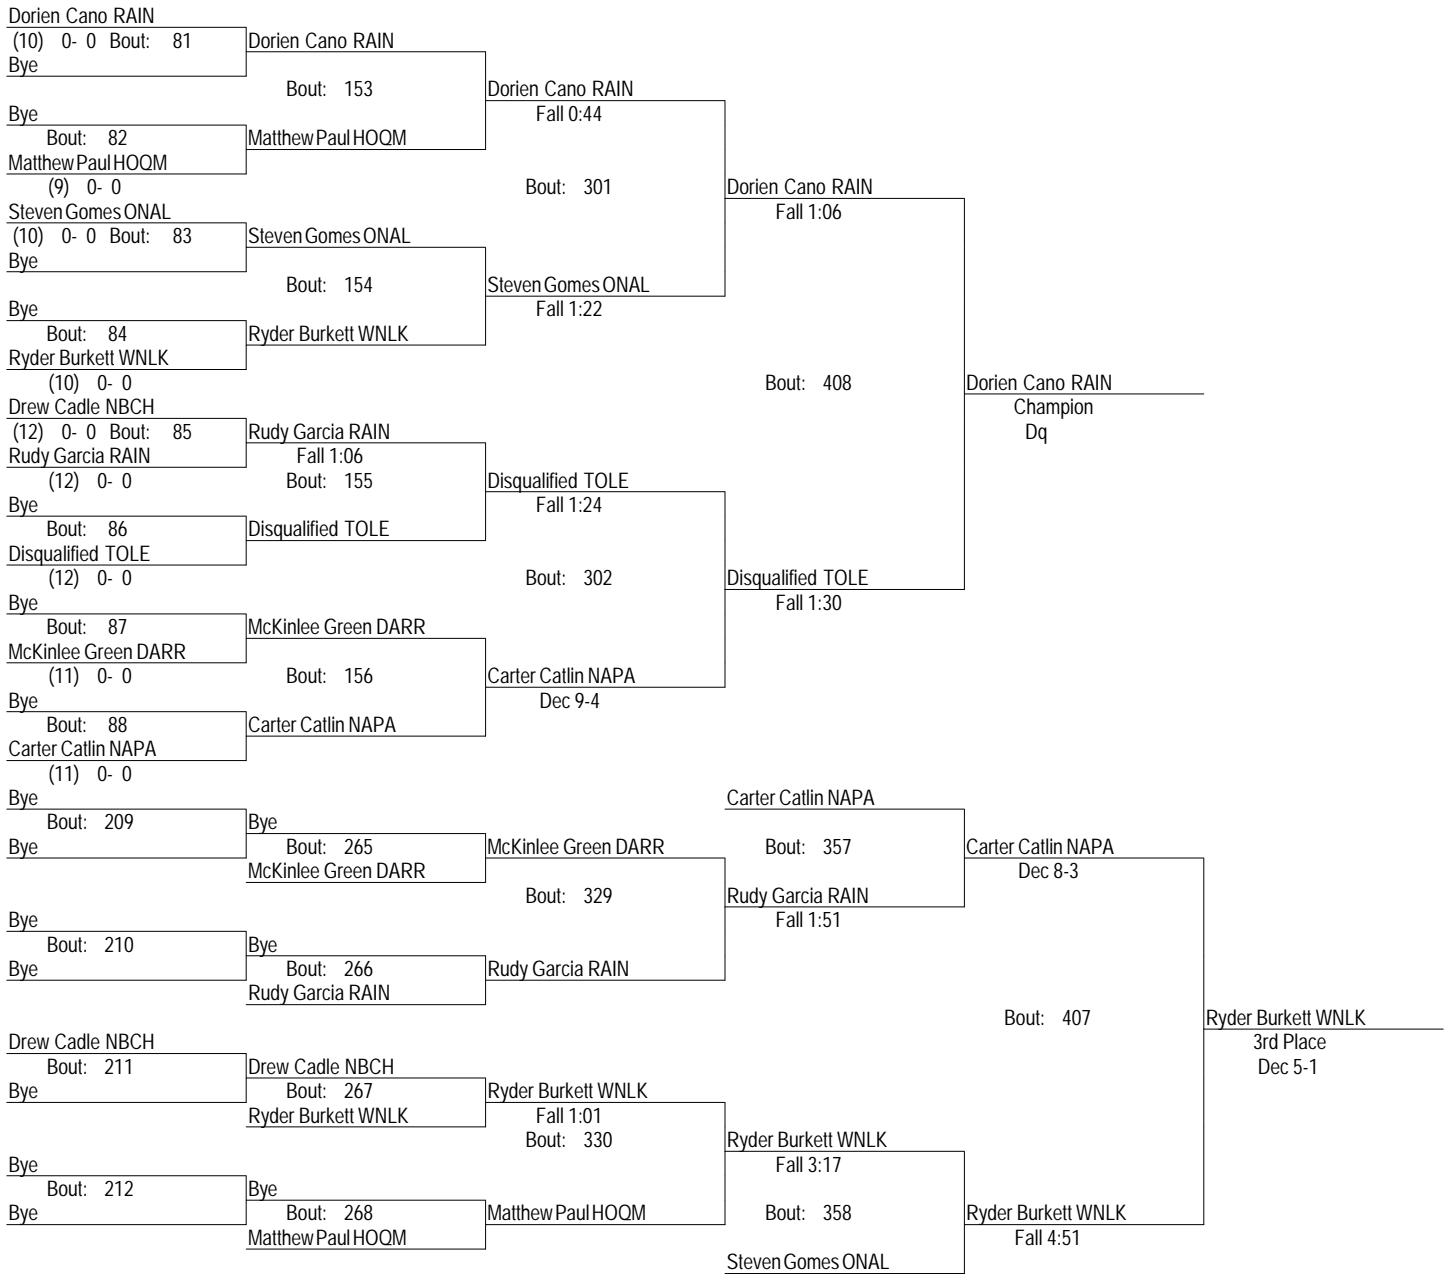 Dorien Cano RAIN
(10) 0- 0 Bout: 81 Dorien Cano RAIN
Bye
Bout: 153 Dorien Cano RAIN
Bye Fall 0:44
Bout: 82 Matthew Paul HOQM
Matthew Paul HOQM
(9) 0- 0 Bout: 301 Dorien Cano RAIN
Steven Gomes ONAL Fall 1:06
(10) 0- 0 Bout: 83 Steven Gomes ONAL
Bye
Bout: 154 Steven Gomes ONAL
Bye Fall 1:22
Bout: 84 Ryder Burkett WNLK
Ryder Burkett WNLK
(10) 0- 0 Bout: 408 Dorien Cano RAIN
Drew Cadle NBCH Champion
(12) 0- 0 Bout: 85 Rudy Garcia RAIN Dq
Rudy Garcia RAIN Fall 1:06
(12) 0- 0 Bout: 155 Disqualified TOLE
Bye Fall 1:24
Bout: 86 Disqualified TOLE
Disqualified TOLE
(12) 0- 0 Bout: 302 Disqualified TOLE
Bye Fall 1:30
Bout: 87 McKinlee Green DARR
McKinlee Green DARR
(11) 0- 0 Bout: 156 Carter Catlin NAPA
Bye Dec 9-4
Bout: 88 Carter Catlin NAPA
Carter Catlin NAPA
(11) 0- 0
Bye Carter Catlin NAPA
Bout: 209 Bye
Bye Bout: 265 McKinlee Green DARR Bout: 357 Carter Catlin NAPA
McKinlee Green DARR Dec 8-3
Bout: 329 Rudy Garcia RAIN
Bye Fall 1:51
Bout: 210 Bye
Bye Bout: 266 Rudy Garcia RAIN
Rudy Garcia RAIN
Bout: 407 Ryder Burkett WNLK
Drew Cadle NBCH 3rd Place
Bout: 211 Drew Cadle NBCH Dec 5-1
Bye Bout: 267 Ryder Burkett WNLK
Ryder Burkett WNLK Fall 1:01
Bout: 330 Ryder Burkett WNLK
Bye Fall 3:17
Bout: 212 Bye
Bye Bout: 268 Matthew Paul HOQM Bout: 358 Ryder Burkett WNLK
Matthew Paul HOQM Fall 4:51
Steven Gomes ONAL